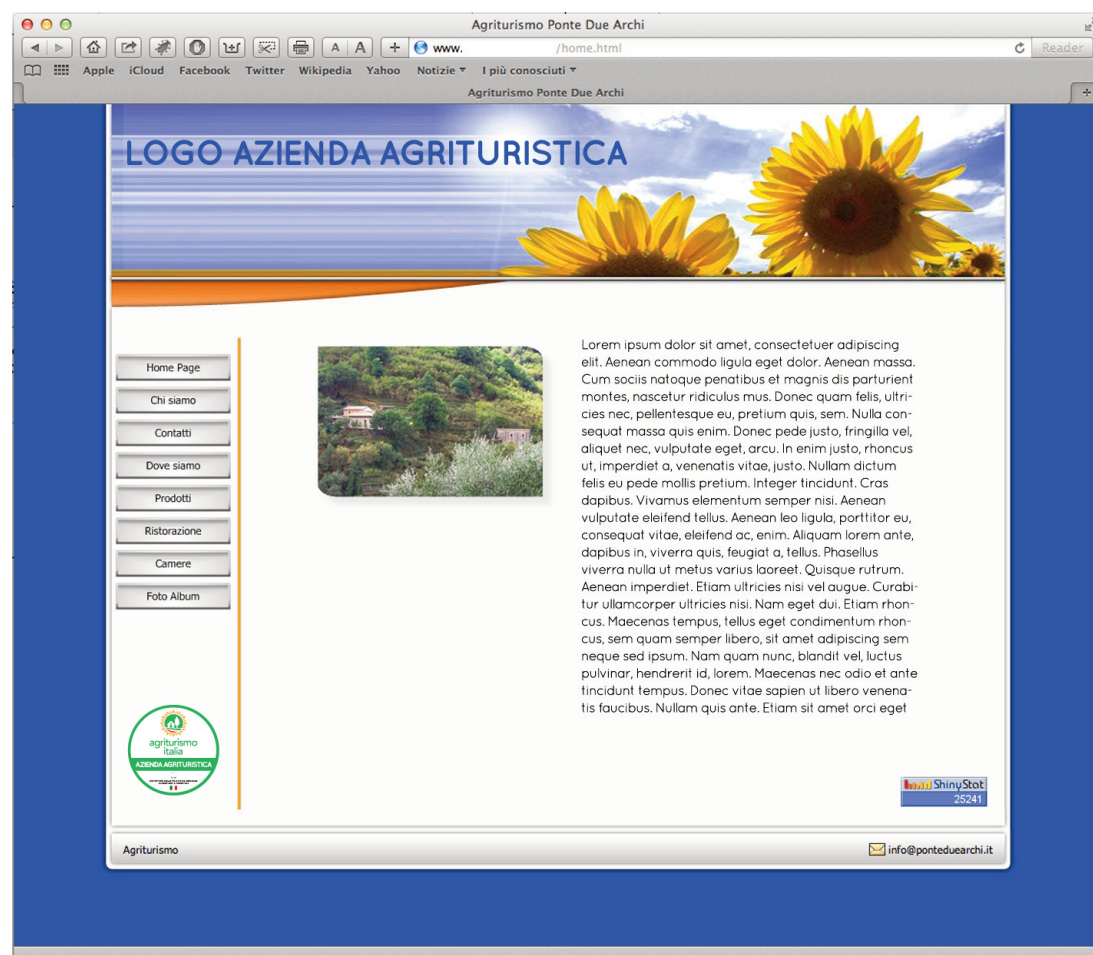 Agriturismo Ponte Due Archi
A A + www. /home.html Reader
Apple iCloud Facebook Twitter Wikipedia Yahoo Notizie I più conosciuti
Agriturismo Ponte Due Archi
LOGO AZIENDA AGRITURISTICA
Home Page
Chi siamo
Contatti
Dove siamo
Prodotti
Ristorazione
Camere
Foto Album
agriturismo
italia
AZIENDA AGRITURISTICA
Lorem ipsum dolor sit amet, consectetuer adipiscing
elit. Aenean commodo ligula eget dolor. Aenean massa.
Cum sociis natoque penatibus et magnis dis parturient
montes, nascetur ridiculus mus. Donec quam felis, ultri-
cies nec, pellentesque eu, pretium quis, sem. Nulla con-
sequat massa quis enim. Donec pede justo, fringilla vel,
aliquet nec, vulputate eget, arcu. In enim justo, rhoncus
ut, imperdiet a, venenatis vitae, justo. Nullam dictum
felis eu pede mollis pretium. Integer tincidunt. Cras
dapibus. Vivamus elementum semper nisi. Aenean
vulputate eleifend tellus. Aenean leo ligula, porttitor eu,
consequat vitae, eleifend ac, enim. Aliquam lorem ante,
dapibus in, viverra quis, feugiat a, tellus. Phasellus
viverra nulla ut metus varius laoreet. Quisque rutrum.
Aenean imperdiet. Etiam ultricies nisi vel augue. Curabi-
tur ullamcorper ultricies nisi. Nam eget dui. Etiam rhon-
cus. Maecenas tempus, tellus eget condimentum rhon-
cus, sem quam semper libero, sit amet adipiscing sem
neque sed ipsum. Nam quam nunc, blandit vel, luctus
pulvinar, hendrerit id, lorem. Maecenas nec odio et ante
tincidunt tempus. Donec vitae sapien ut libero venena-
tis faucibus. Nullam quis ante. Etiam sit amet orci eget
ShinyStat
25241
Agriturismo
info@ponteduearchi.it